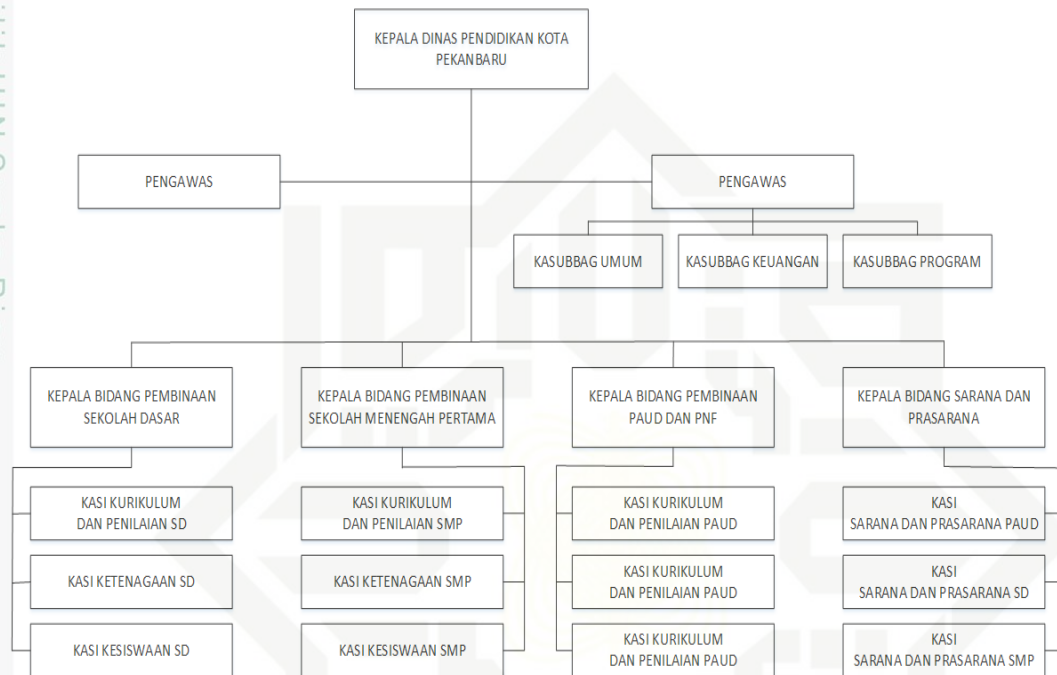 KEPALA DINAS PENDIDIKAN KOTA
PEKANBARU
PENGAWAS
PENGAWAS
KASUBBAG UMUM
KASUBBAG KEUANGAN
KASUBBAG PROGRAM
KEPALA BIDANG PEMBINAAN
SEKOLAH DASAR
KEPALA BIDANG PEMBINAAN
SEKOLAH MENENGAH PERTAMA
KEPALA BIDANG PEMBINAAN
PAUD DAN PNF
KEPALA BIDANG SARANA DAN
PRASARANA
KASI KURIKULUM
DAN PENILAIAN SD
KASI KURIKULUM
DAN PENILAIAN SMP
KASI KURIKULUM
DAN PENILAIAN PAUD
KASI
SARANA DAN PRASARANA PAUD
KASI KETENAGAAN SD
KASI KETENAGAAN SMP
KASI KURIKULUM
DAN PENILAIAN PAUD
KASI
SARANA DAN PRASARANA SD
KASI KESISWAAN SD
KASI KESISWAAN SMP
KASI KURIKULUM
DAN PENILAIAN PAUD
KASI
SARANA DAN PRASARANA SMP